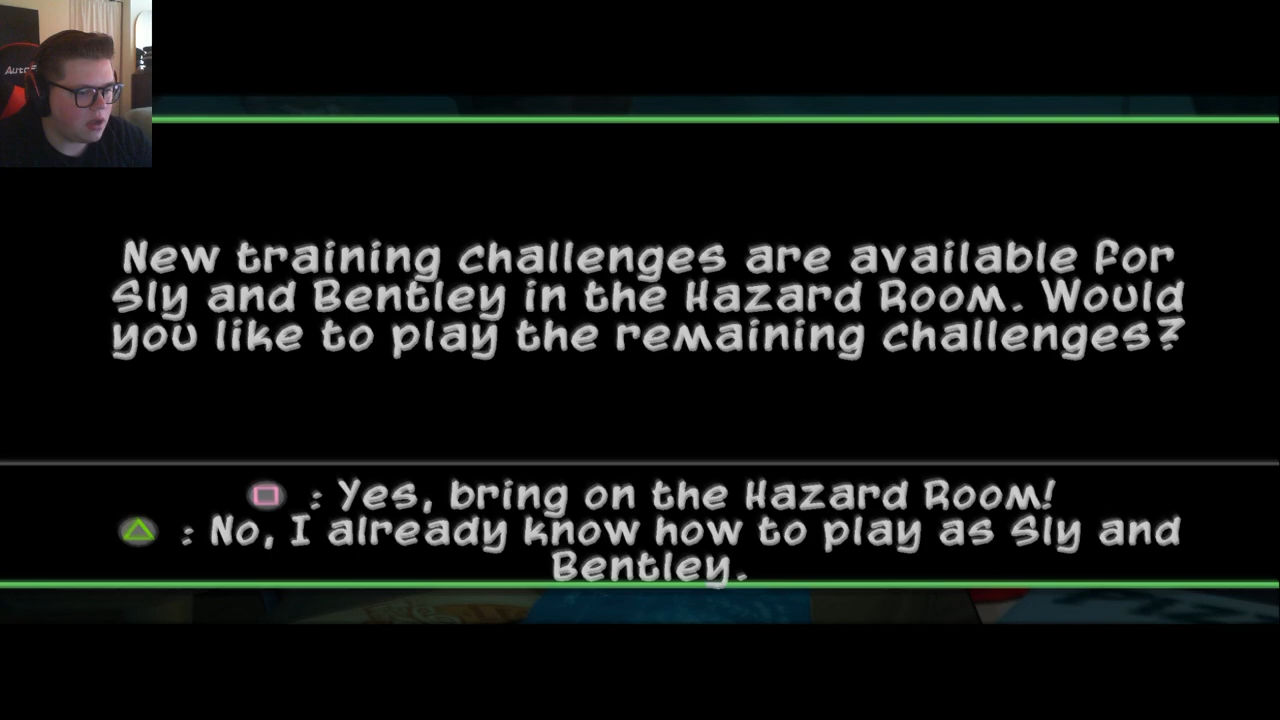 New training challenges are available for
Sly and Bentley in the Hazard Room. Would
you like to play the remaining challenges?
: Yes, bring on the Hazard Room!
: No, I already know how to play as Sly and
Bentley.